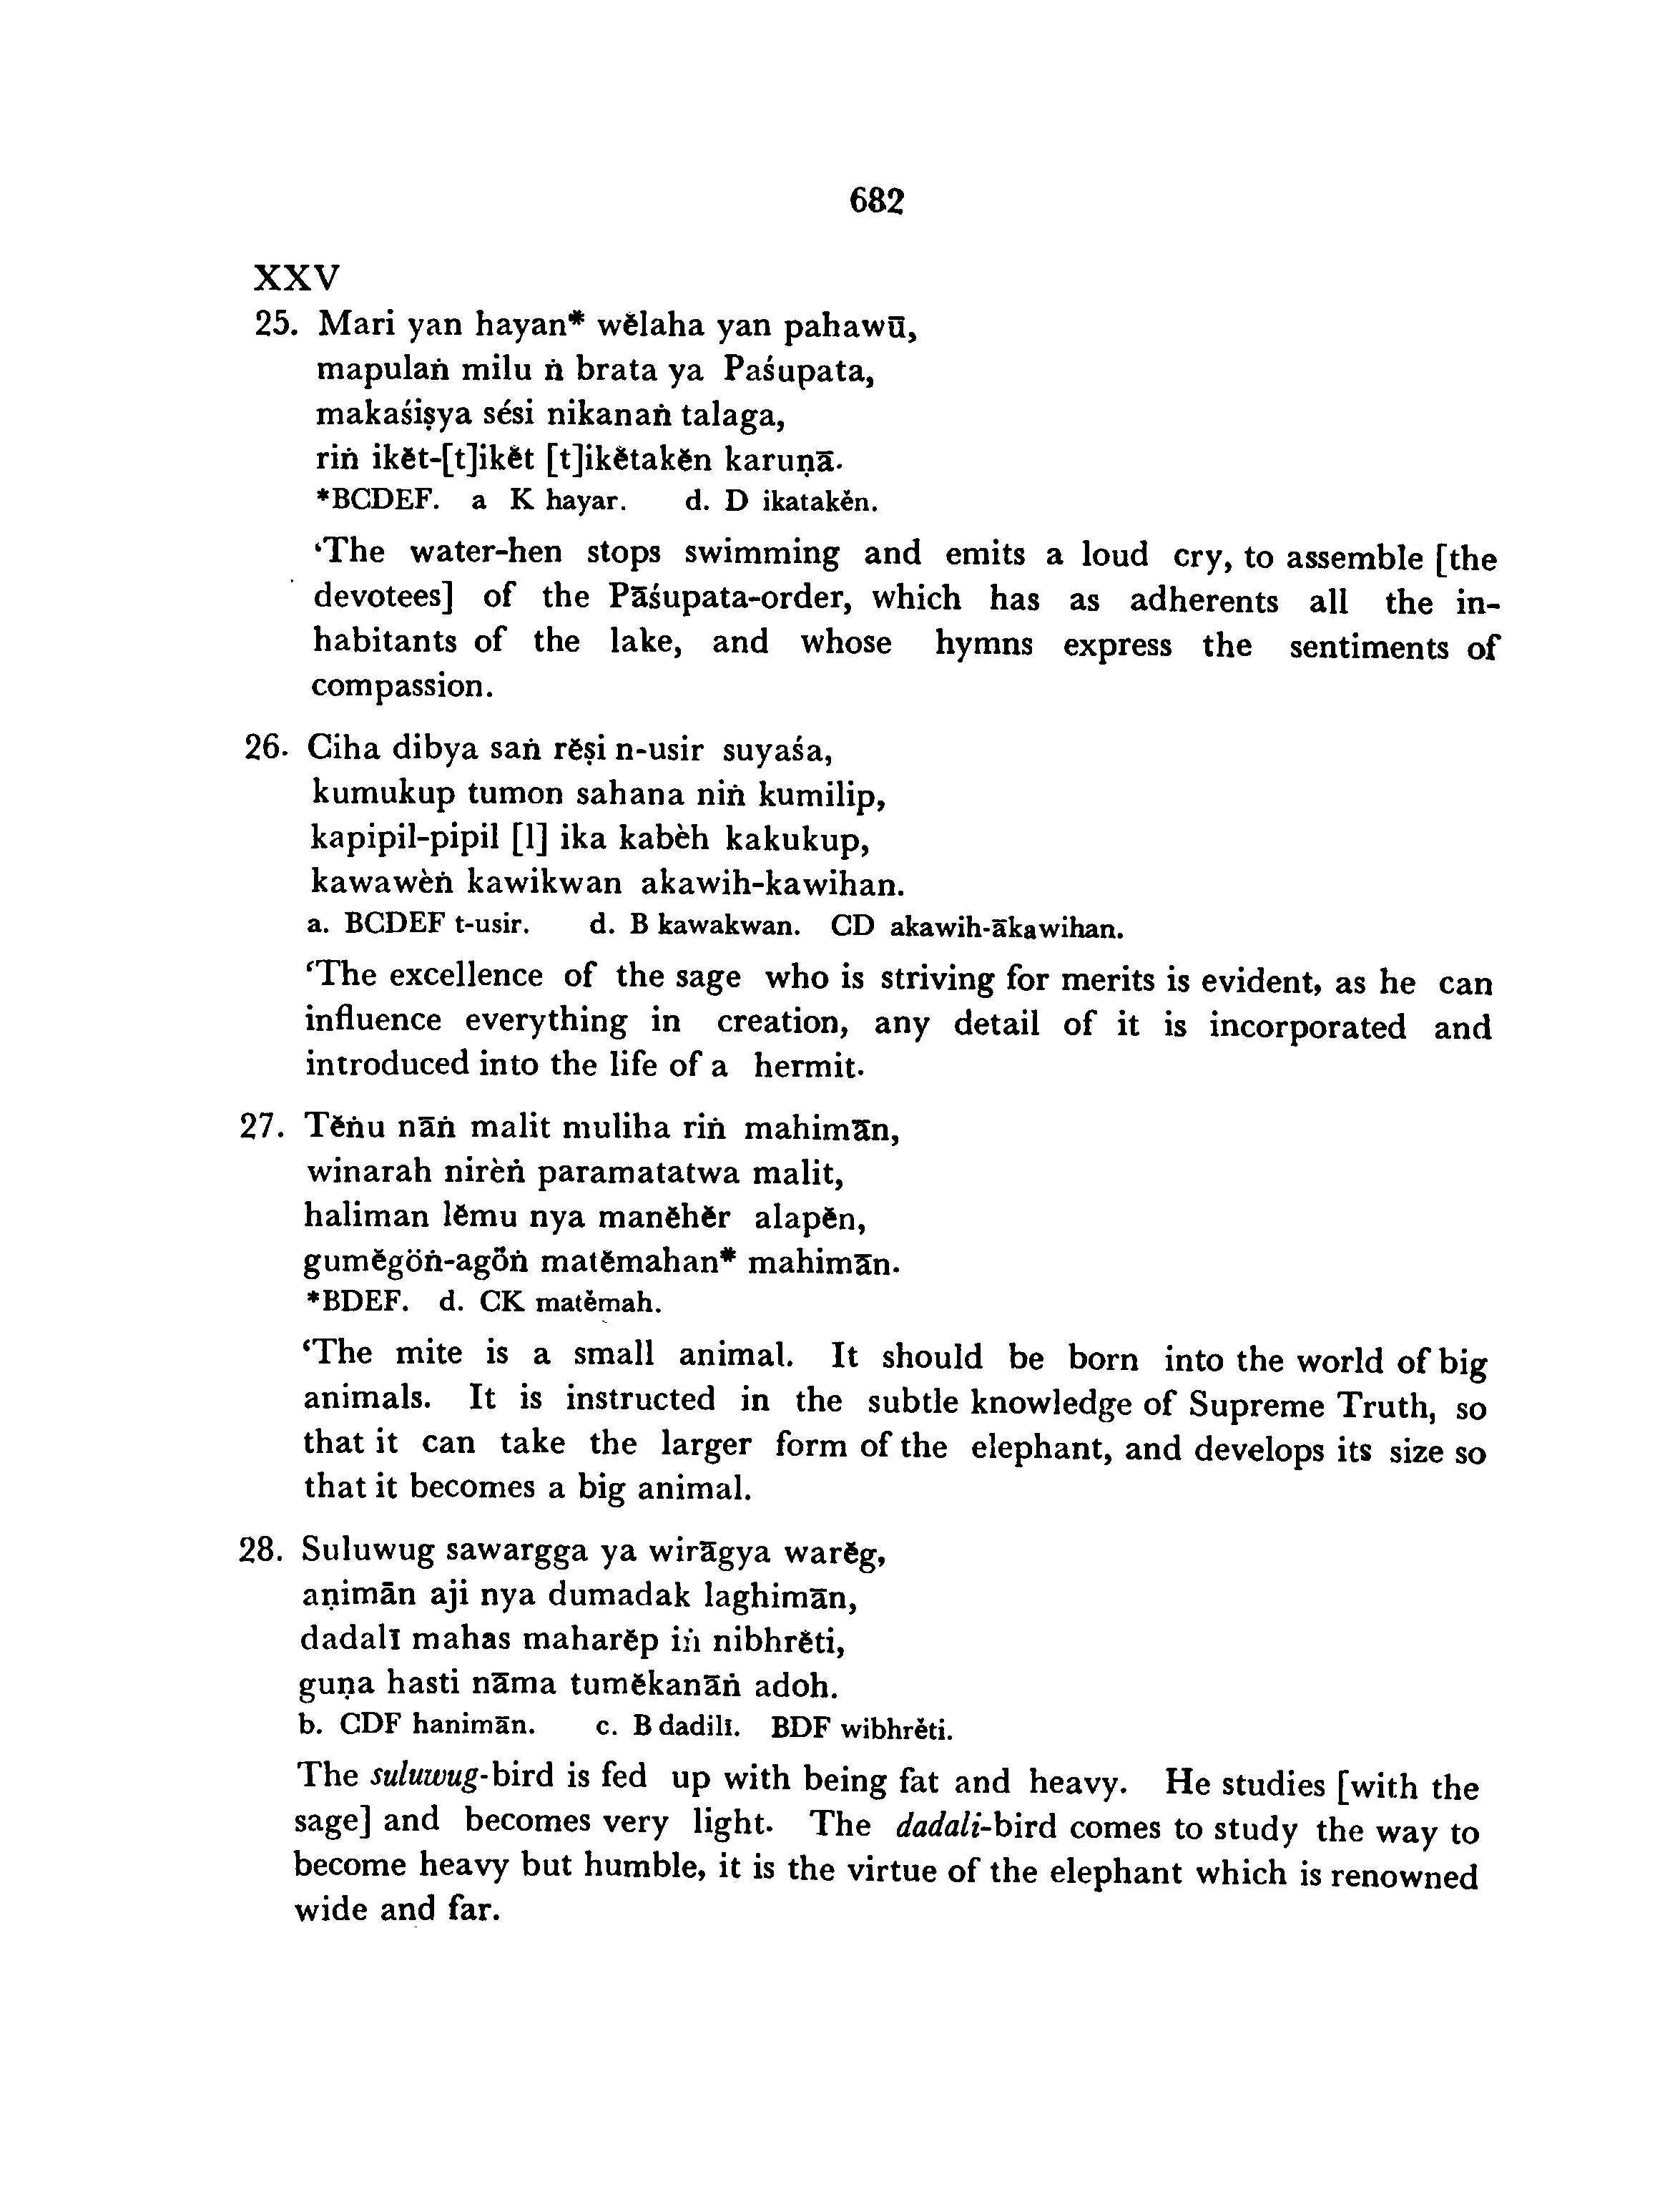 682
XXV
25. Mari yan hayan* wĕlaha yan pahawū,
mapulaṅ milu ṅ brata ya Paśupata,
makaśiṣya sési nikanaṅ talaga,
riṅ ikĕt-[t]ikĕt [t]ikĕtakĕn karuṇā.
*BCDEF. a K hayar. d. D ikatakĕn.
‘The water-hen stops swimming and emits a loud cry, to assemble [the
devotees] of the Pāśupata-order, which has as adherents all the in-
habitants of the lake, and whose hymns express the sentiments of
compassion.
26. Ciha dibya saṅ rĕṣi n-usir suyaśa,
kumukup tumon sahana niṅ kumilip,
kapipil-pipil [l] ika kabèh kakukup,
kawawèṅ kawikwan akawih-kawihan.
a. BCDEF t-usir. d. B kawakwan. CD akawih-ākawihan.
‘The excellence of the sage who is striving for merits is evident, as he can
influence everything in creation, any detail of it is incorporated and
introduced into the life of a hermit.
27. Tĕṅu nāṅ malit muliha riṅ mahimān,
winarah nirèṅ paramatatwa malit,
haliman lĕmu nya manĕhĕr alapĕn,
gumĕgöṅ-agöṅ matĕmahan* mahimān.
*BDEF. d. CK matĕmah.
‘The mite is a small animal. It should be born into the world of big
animals. It is instructed in the subtle knowledge of Supreme Truth, so
that it can take the larger form of the elephant, and develops its size so
that it becomes a big animal.
28. Suluwug sawargga ya wirāgya warĕg,
aṇimān aji nya dumadak laghimān,
dadalī mahas maharĕp iṅ nibhrĕti,
guṇa hasti nāma tumĕkanāṅ adoh.
b. CDF hanimān. c. B dadilī. BDF wibhrĕti.
The suluwug-bird is fed up with being fat and heavy. He studies [with the
sage] and becomes very light. The dadali-bird comes to study the way to
become heavy but humble, it is the virtue of the elephant which is renowned
wide and far.